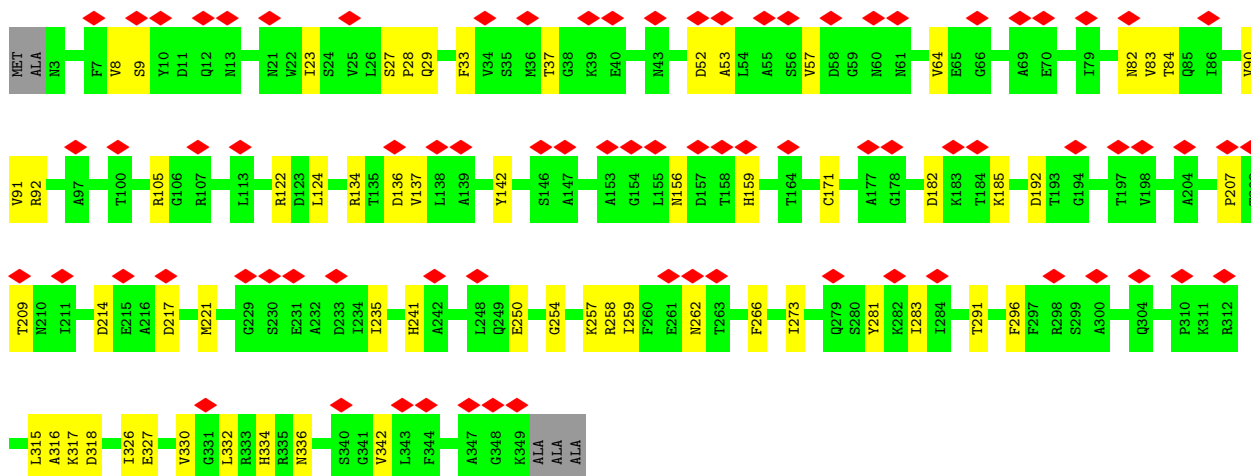 MET ALA N3 F7 V8 S9 Y10 D11 Q12 N13 N21 W22 I23 S24 V25 L26 S27 P28 Q29 F33 V34 S35 M36 T37 G38 K39 E40 N43 D52 A53 L54 A55 S56 V57 D58 G59 N60 N61 V64 E65 G66 A69 E70 I79 N82 V83 T84 Q85 I86 V90
V91 R92 A97 T100 R105 G106 R107 L113 R122 D123 L124 R134 T135 D136 V137 L138 A139 Y142 S146 A147 A153 G154 L155 N156 D157 T158 H159 T164 C171 A177 G178 D182 K183 T184 K185 D192 T193 G194 T197 V198 A204 P207
T209 N210 I211 D214 E215 A216 D217 M221 G229 S230 E231 A232 D233 I234 I235 H241 A242 L248 Q249 E250 G254 K257 R258 I259 F260 E261 N262 T263 F266 I273 Q279 S280 Y281 K282 I283 I284 T291 F296 F297 R298 S299 A300 Q304 P310 K311 R312
L315 A316 K317 D318 I326 E327 V330 G331 L332 R333 H334 R335 N336 S340 G341 V342 L343 F344 A347 G348 K349 ALA ALA ALA